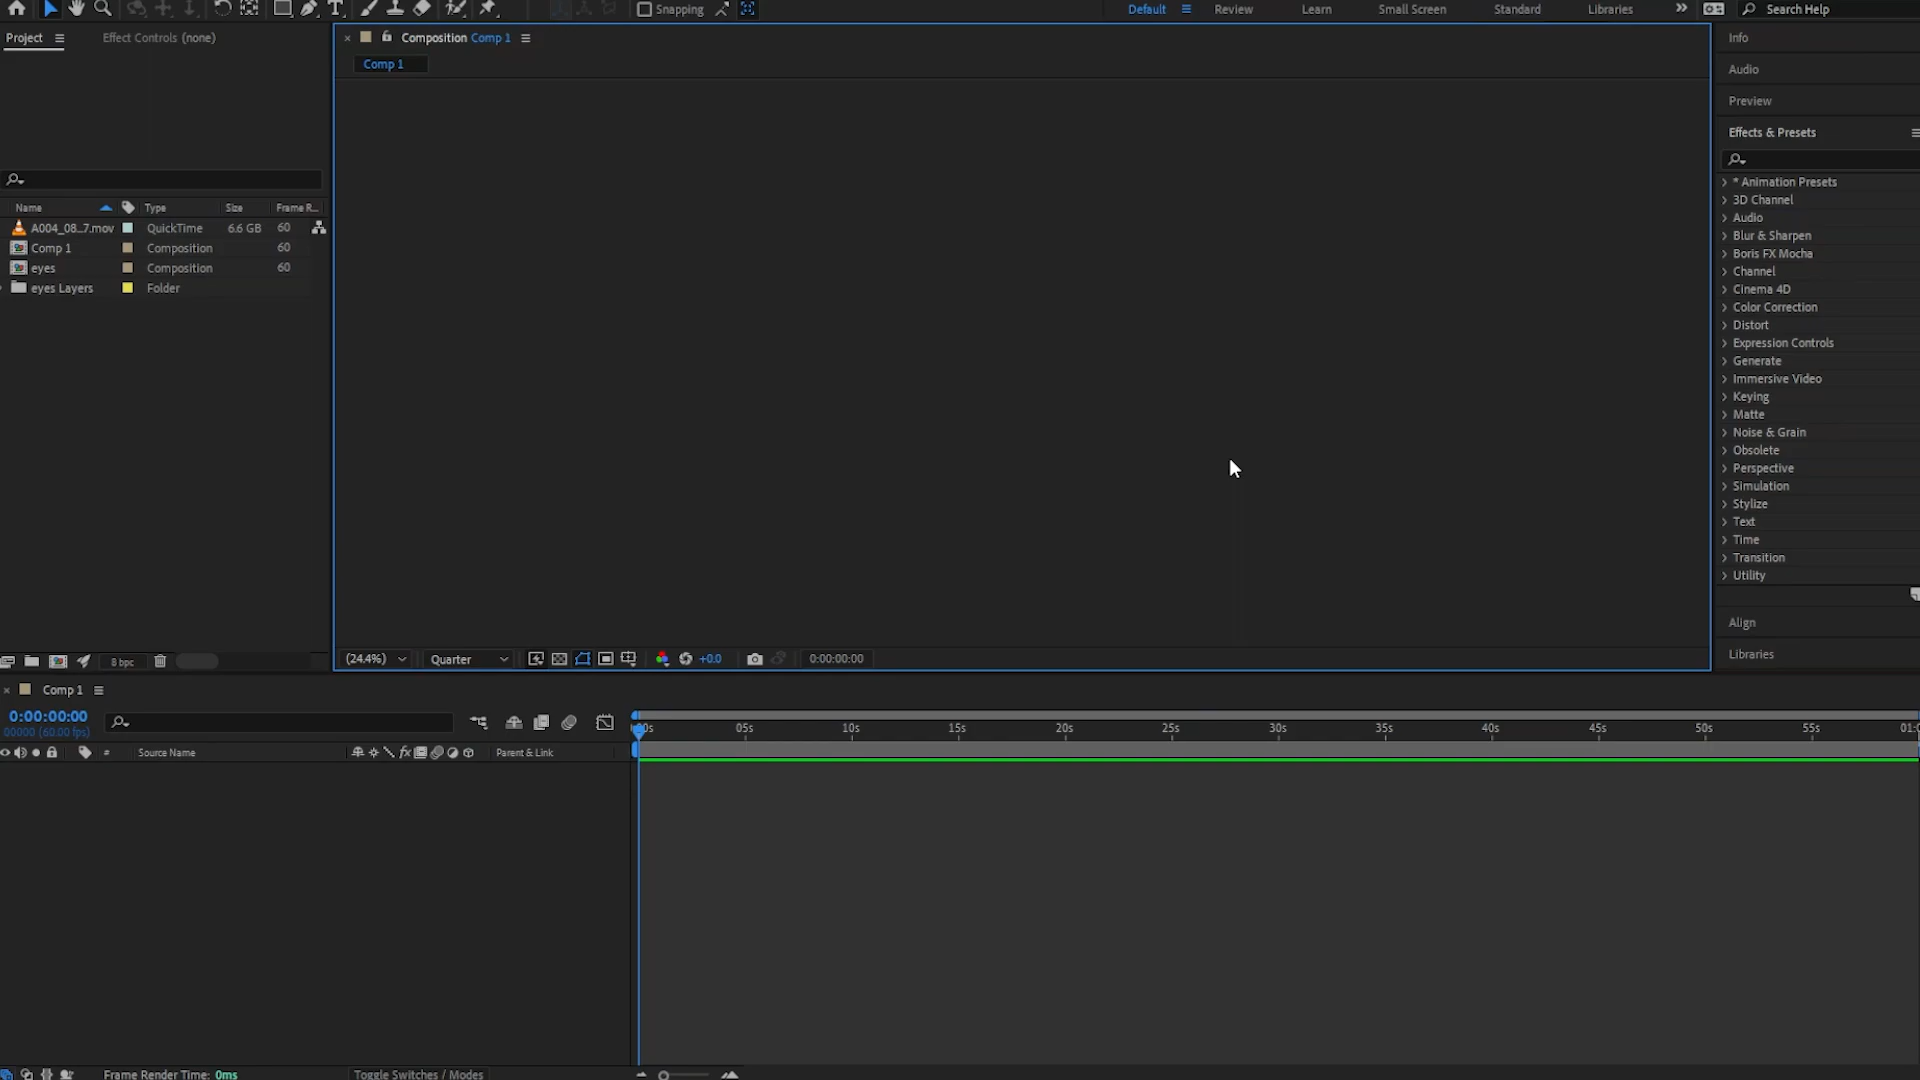 Snapping
Default
Review
Learn
Small Screen
Standard
Libraries
Search Help
Project
Effect Controls (none)
Composition Comp 1
Comp 1
Info
Audio
Preview
Effects & Presets
Name
Type
Size
Frame R...
A004_08...7.mov QuickTime 6.6 GB 60
Comp 1 Composition 60
eyes Composition 60
eyes Layers Folder
* Animation Presets
3D Channel
Audio
Blur & Sharpen
Boris FX Mocha
Channel
Cinema 4D
Color Correction
Distort
Expression Controls
Generate
Immersive Video
Keying
Matte
Noise & Grain
Obsolete
Perspective
Simulation
Stylize
Text
Time
Transition
Utility
Align
Libraries
8 bpc
(24.4%)
Quarter
+0.0
0:00:00:00
Comp 1
0:00:00:00
00000 (60.00 fps)
05s 10s 15s 20s 25s 30s 35s 40s 45s 50s 55s
# Source Name
fx
Parent & Link
Frame Render Time: 0ms
Toggle Switches / Modes